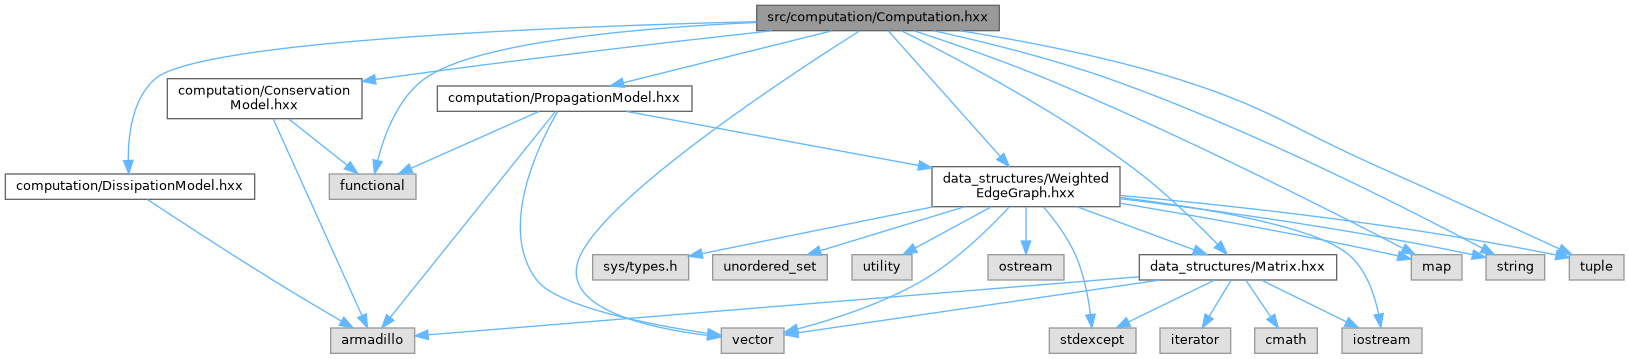 src/computation/Computation.hxx
computation/Conservation
Model.hxx
computation/PropagationModel.hxx
computation/DissipationModel.hxx
functional
data_structures/Weighted
EdgeGraph.hxx
sys/types.h
unordered_set
utility
ostream
data_structures/Matrix.hxx
map
string
tuple
armadillo
vector
stdexcept
iterator
cmath
iostream